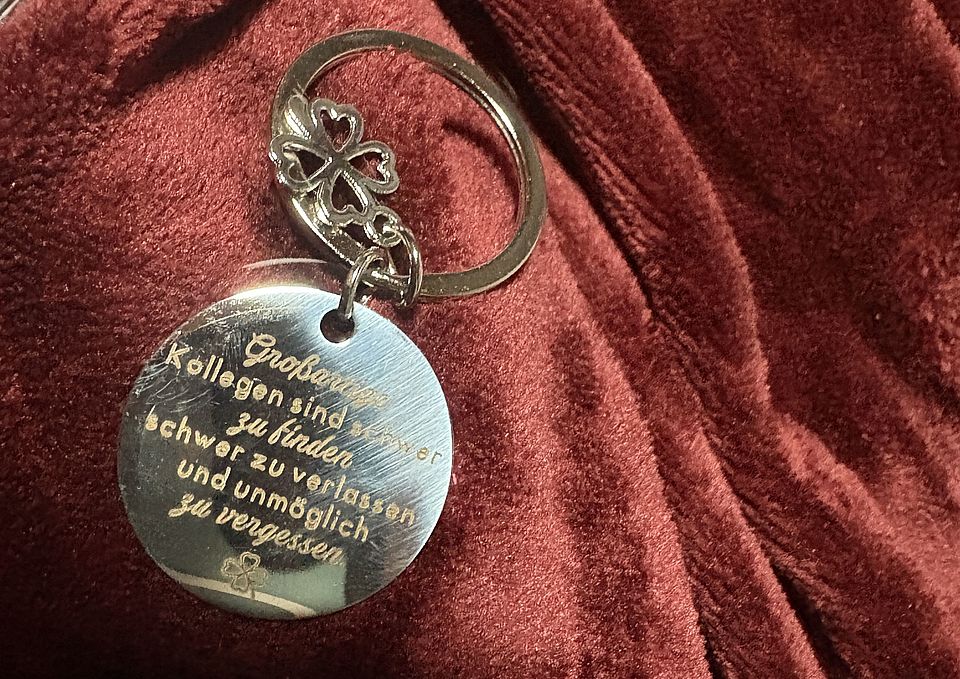 Großartige
Kollegen sind schwer
zu finden
schwer zu verlassen
und unmöglich
zu vergessen